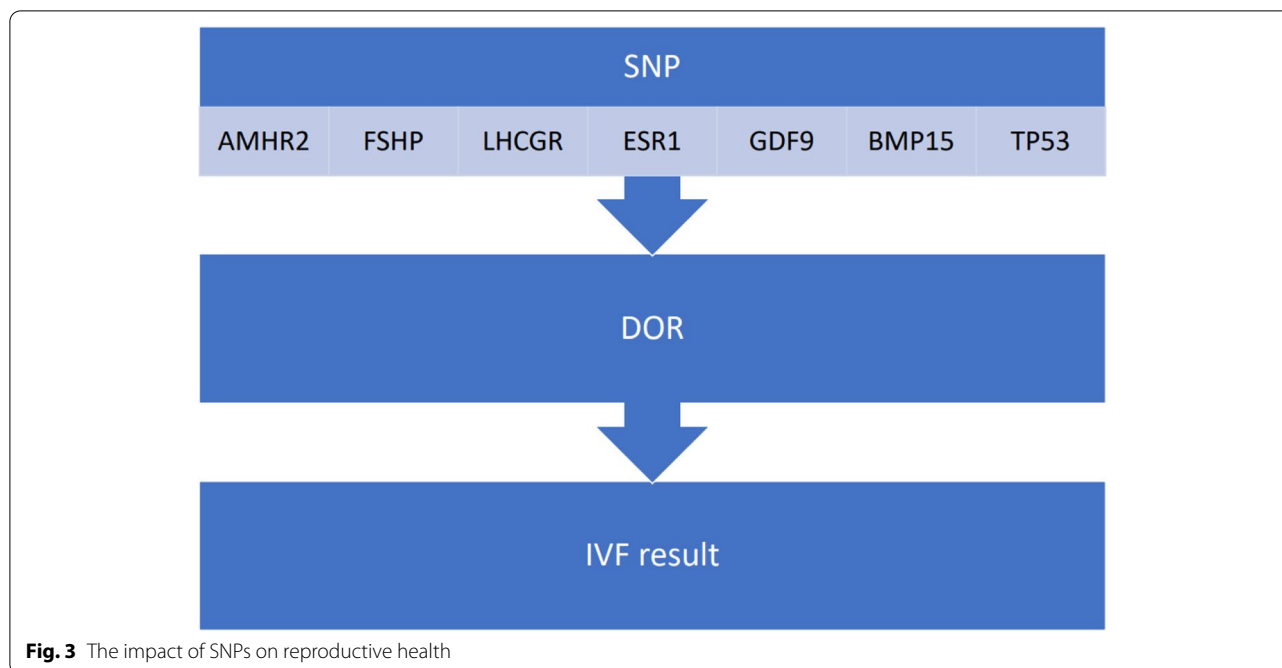 SNP
AMHR2 FSHP LHCGR ESR1 GDF9 BMP15 TP53
DOR
IVF result
Fig. 3 The impact of SNPs on reproductive health